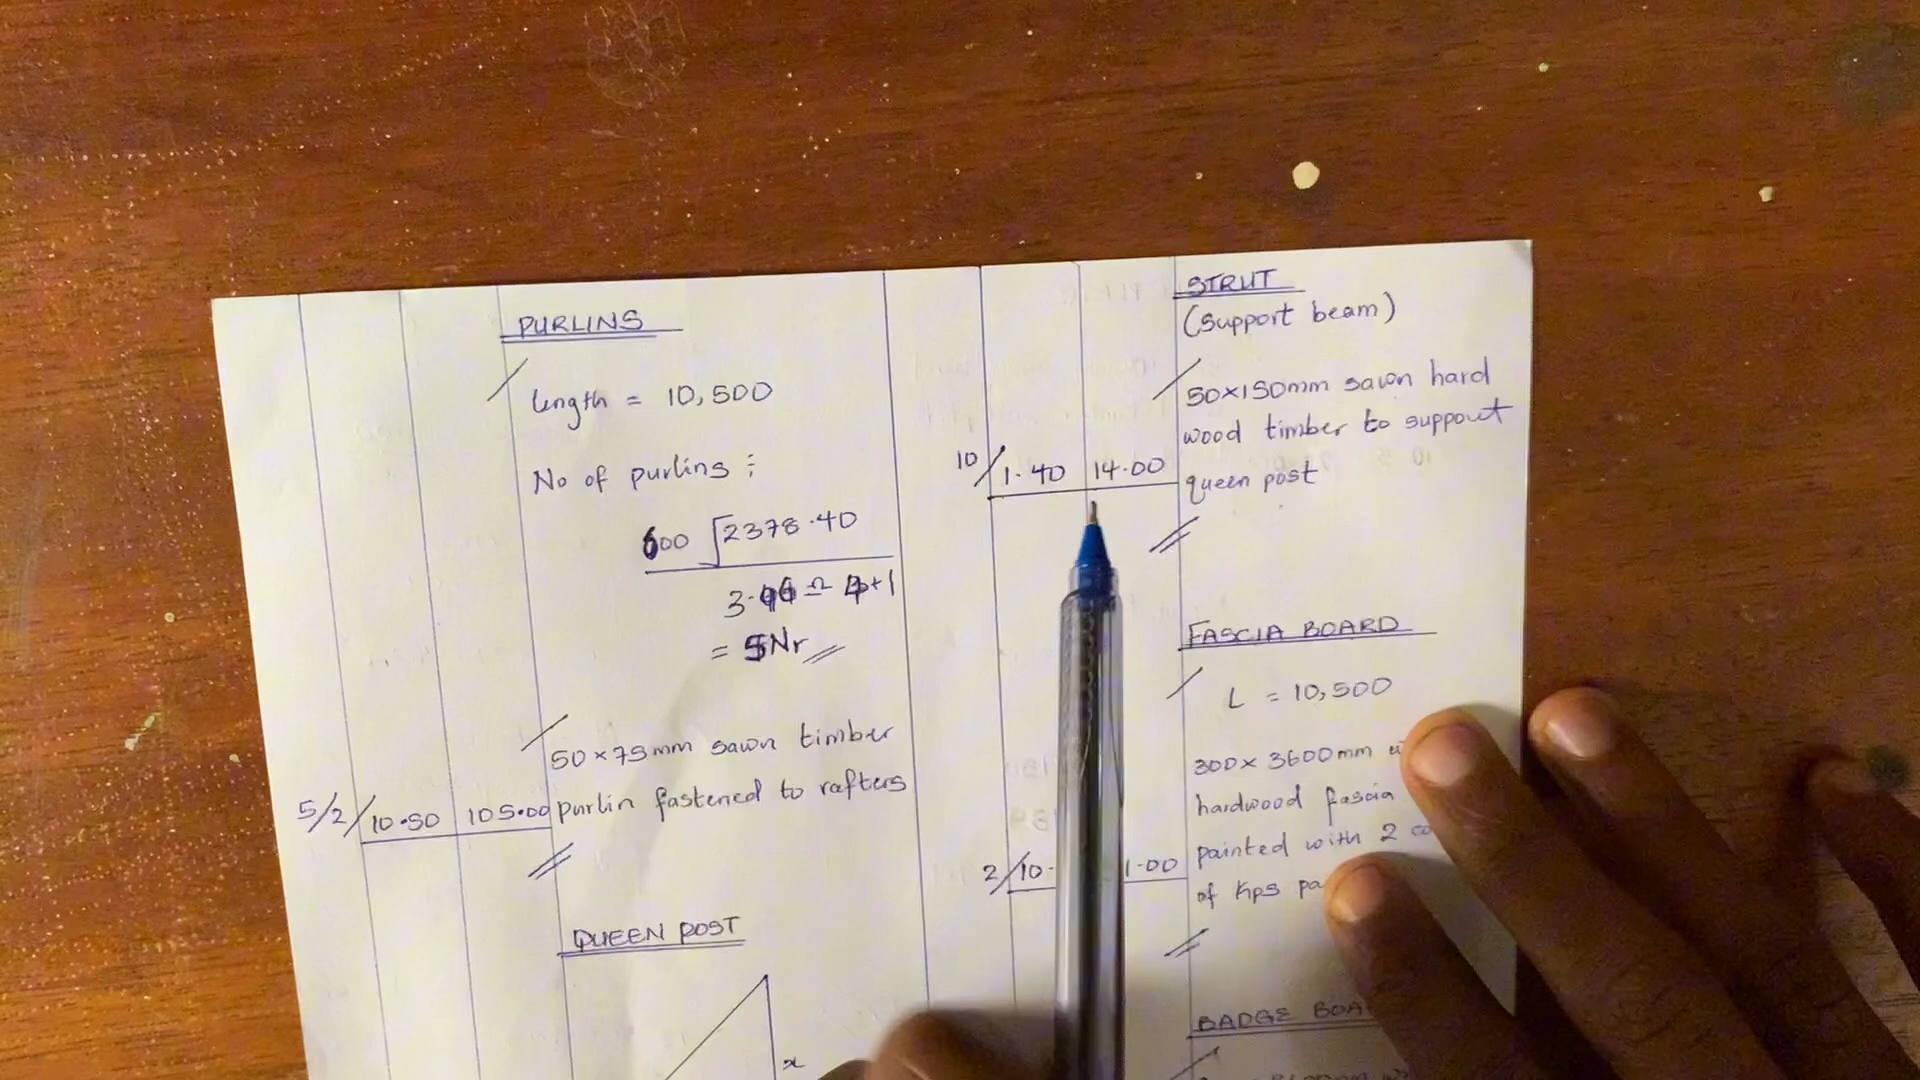 PURLINS
length = 10,500
No of purlins :
600 2378.40
3.96 ≃ 4+1
= 5Nr
50×75mm sawn timber
5/2/ 10.50 105.00 purlin fastened to rafters
QUEEN POST
x
STRUT
(support beam)
50×150mm sawn hard
wood timber to suppout
10/ 1.40 14.00 queen post
FASCIA BOARD
L = 10,500
300× 3600mm
hardwood fascia
painted with 2
2/ 10. 1.00 of Kps
BADGE